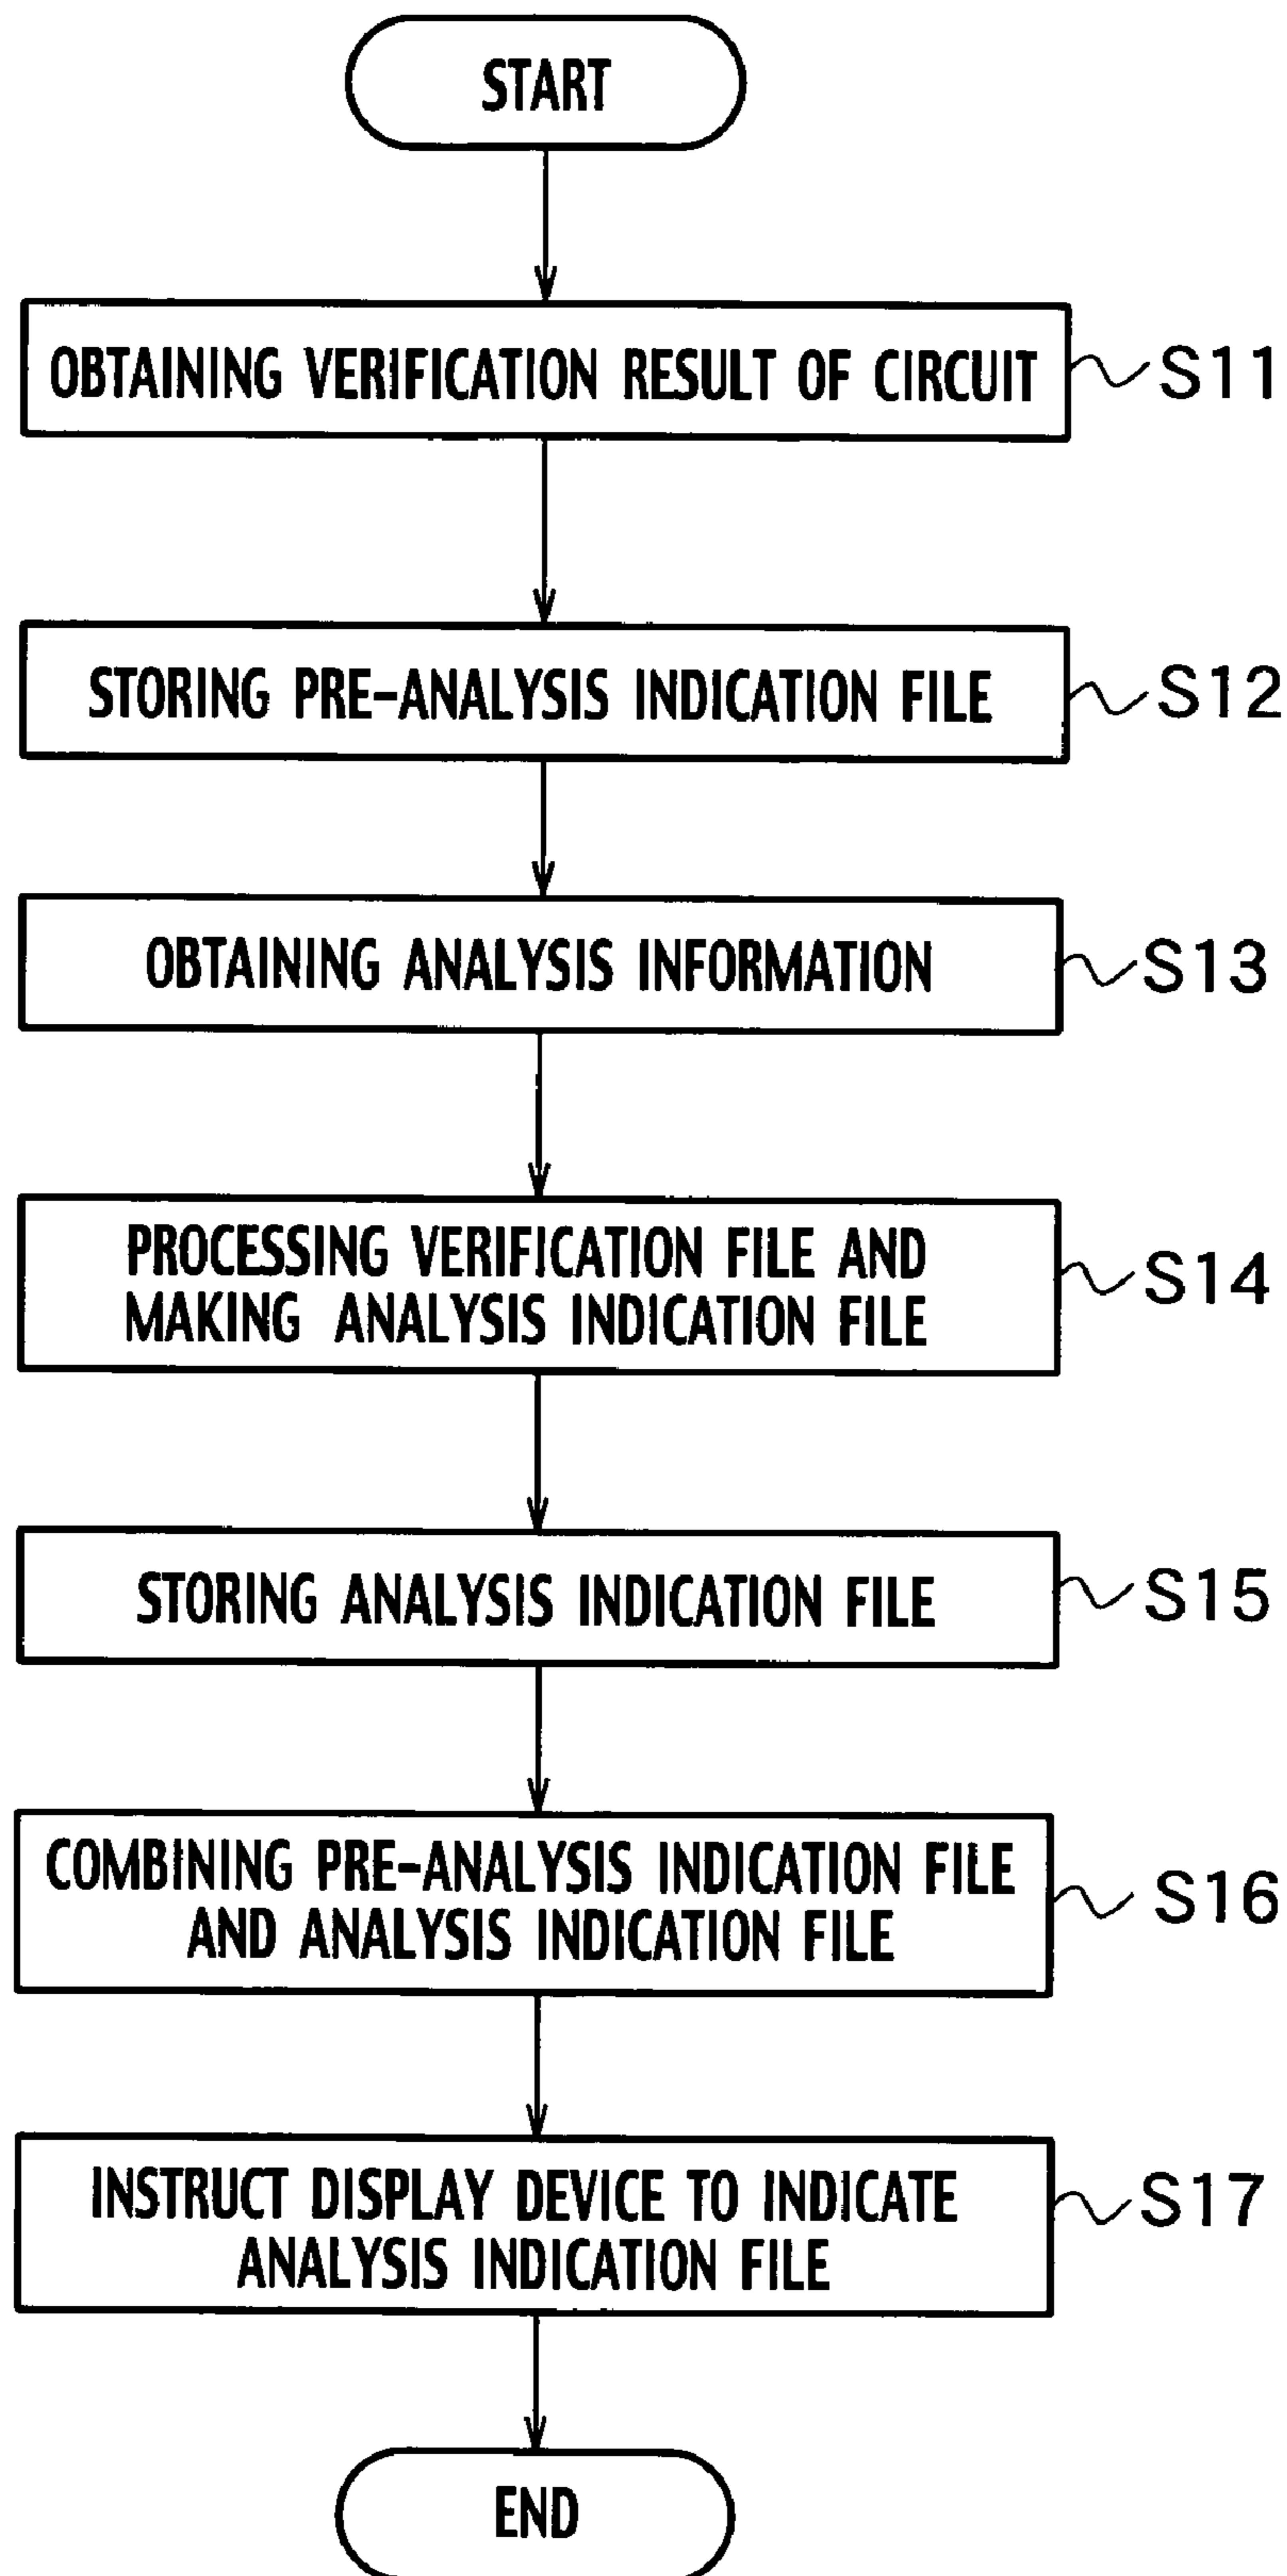 START
OBTAINING VERIFICATION RESULT OF CIRCUIT
S11
STORING PRE-ANALYSIS INDICATION FILE
S12
OBTAINING ANALYSIS INFORMATION
S13
PROCESSING VERIFICATION FILE AND
MAKING ANALYSIS INDICATION FILE
S14
STORING ANALYSIS INDICATION FILE
S15
COMBINING PRE-ANALYSIS INDICATION FILE
AND ANALYSIS INDICATION FILE
S16
INSTRUCT DISPLAY DEVICE TO INDICATE
ANALYSIS INDICATION FILE
S17
END